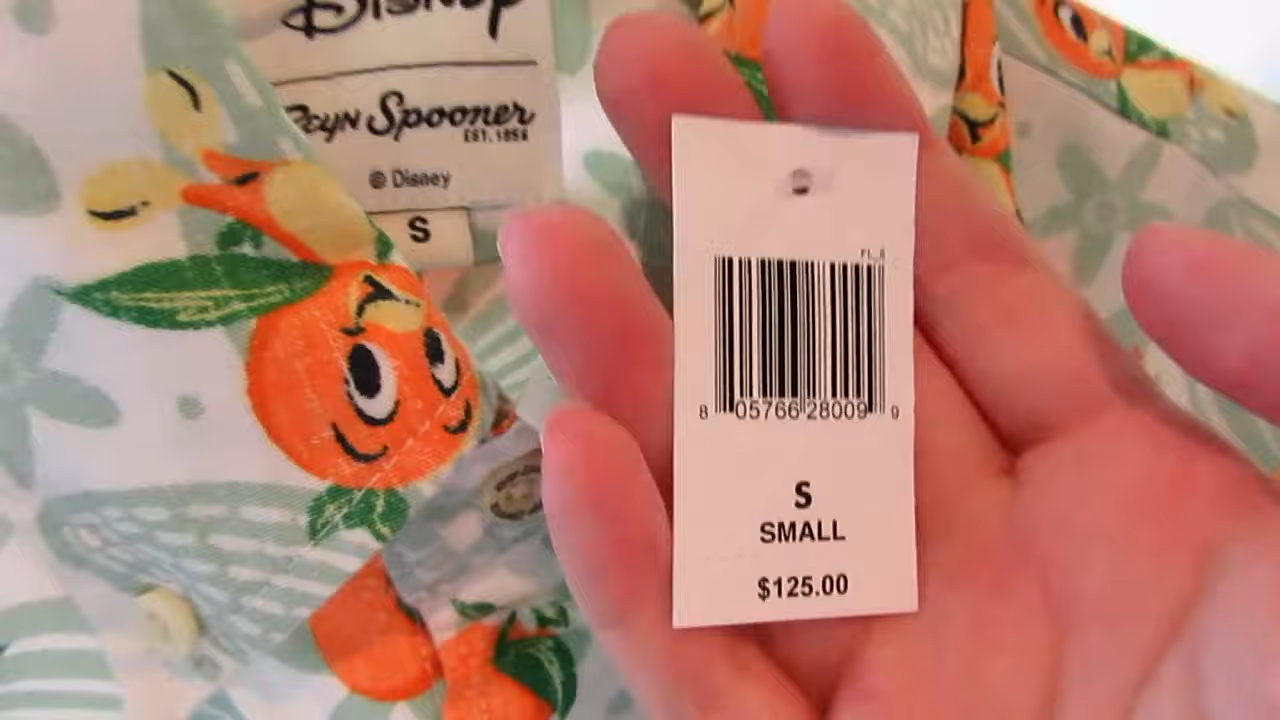 Disney
Reyn Spooner
EST. 1956
© Disney
S
8 05766 28009 9
S
SMALL
$125.00